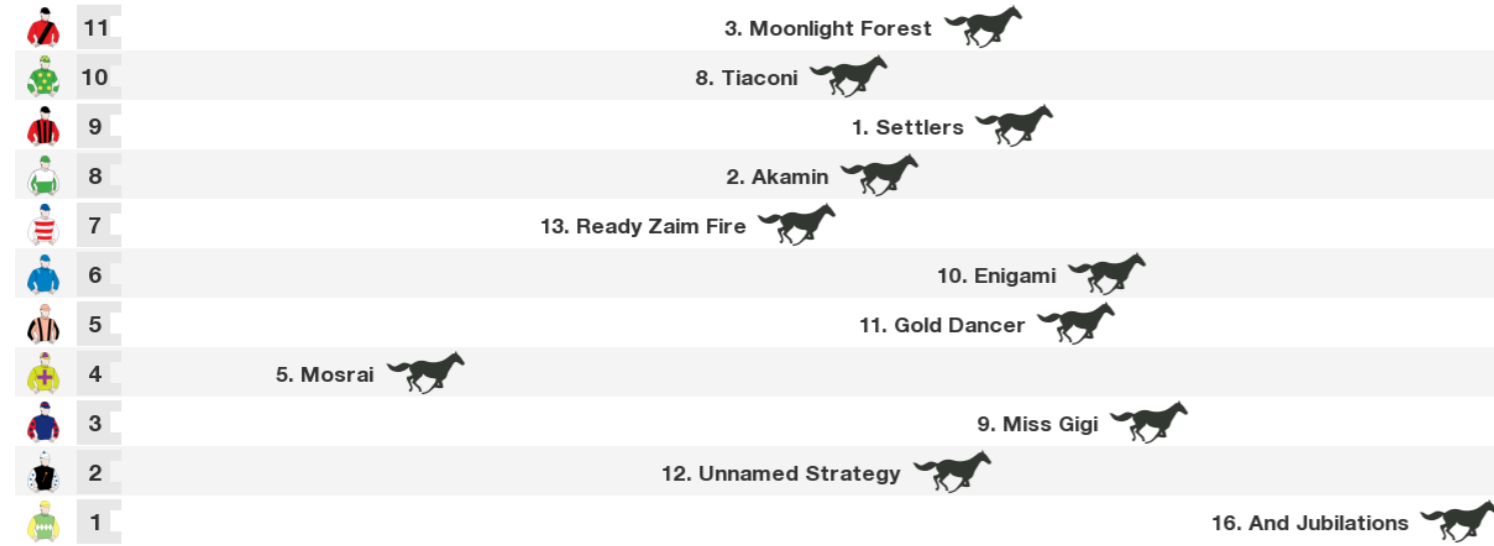 11 3. Moonlight Forest
10 8. Tiaconi
9 1. Settlers
8 2. Akamin
7 13. Ready Zaim Fire
6 10. Enigami
5 11. Gold Dancer
4 5. Mosrai
3 9. Miss Gigi
2 12. Unnamed Strategy
1 16. And Jubilations